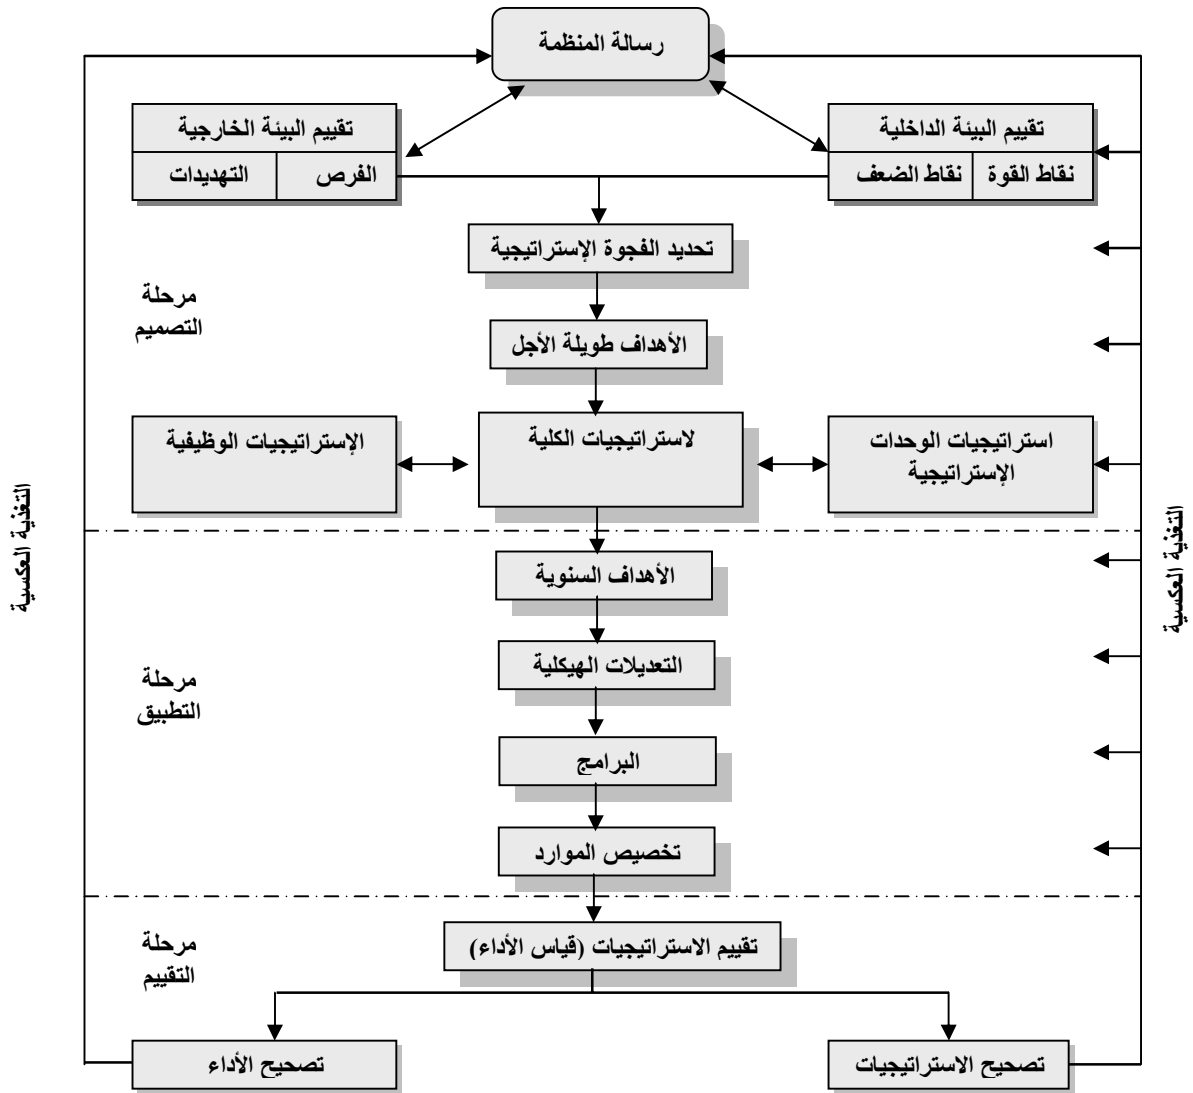 رسالة المنظمة
تقييم البيئة الداخلية
نقاط القوة
نقاط الضعف
تقييم البيئة الخارجية
الفرص
التهديدات
تحديد الفجوة الإستراتيجية
مرحلة
التصميم
الأهداف طويلة الأجل
استراتيجيات الوحدات
الإستراتيجية
لاستراتيجيات الكلية
الإستراتيجيات الوظيفية
التغذية العكسية
التغذية العكسية
الأهداف السنوية
التعديلات الهيكلية
مرحلة
التطبيق
البرامج
تخصيص الموارد
تقييم الاستراتيجيات (قياس الأداء)
مرحلة
التقييم
تصحيح الاستراتيجيات
تصحيح الأداء